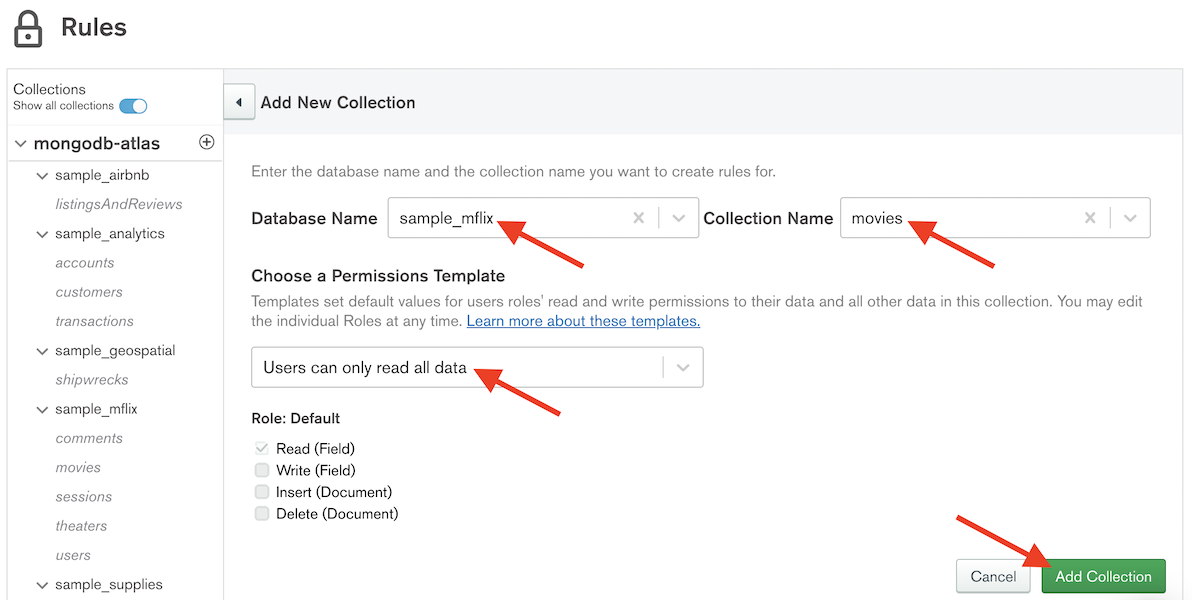 Rules
Collections
Show all collections
mongodb-atlas
sample_airbnb
listingsAndReviews
sample_analytics
accounts
customers
transactions
sample_geospatial
shipwrecks
sample_mflix
comments
movies
sessions
theaters
users
sample_supplies
Add New Collection
Enter the database name and the collection name you want to create rules for.
Database Name sample_mflix Collection Name movies
Choose a Permissions Template
Templates set default values for users roles' read and write permissions to their data and all other data in this collection. You may edit
the individual Roles at any time. Learn more about these templates.
Users can only read all data
Role: Default
Read (Field)
Write (Field)
Insert (Document)
Delete (Document)
Cancel Add Collection